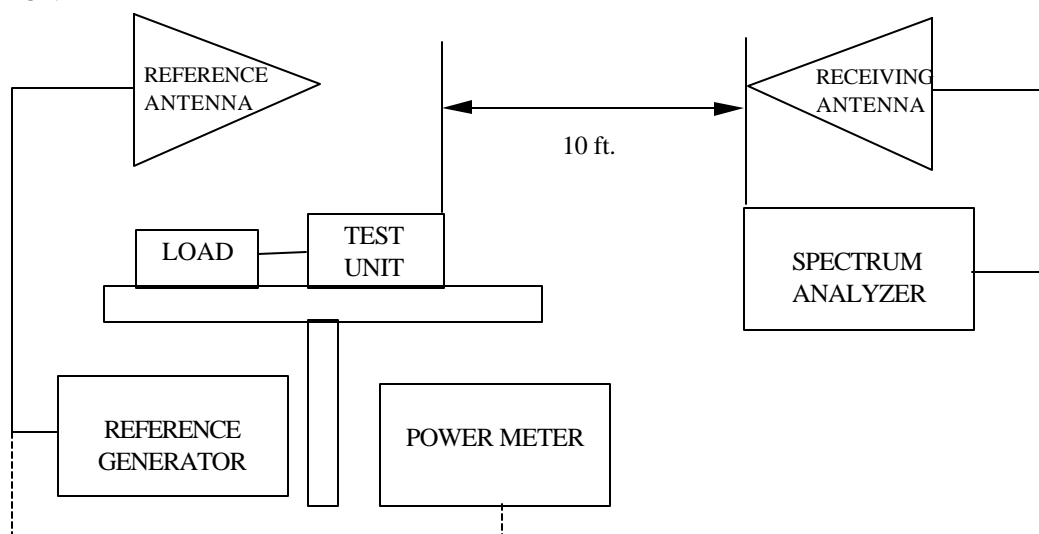 REFERENCE
ANTENNA
RECEIVING
ANTENNA
10 ft.
LOAD
TEST
UNIT
SPECTRUM
ANALYZER
REFERENCE
GENERATOR
POWER METER